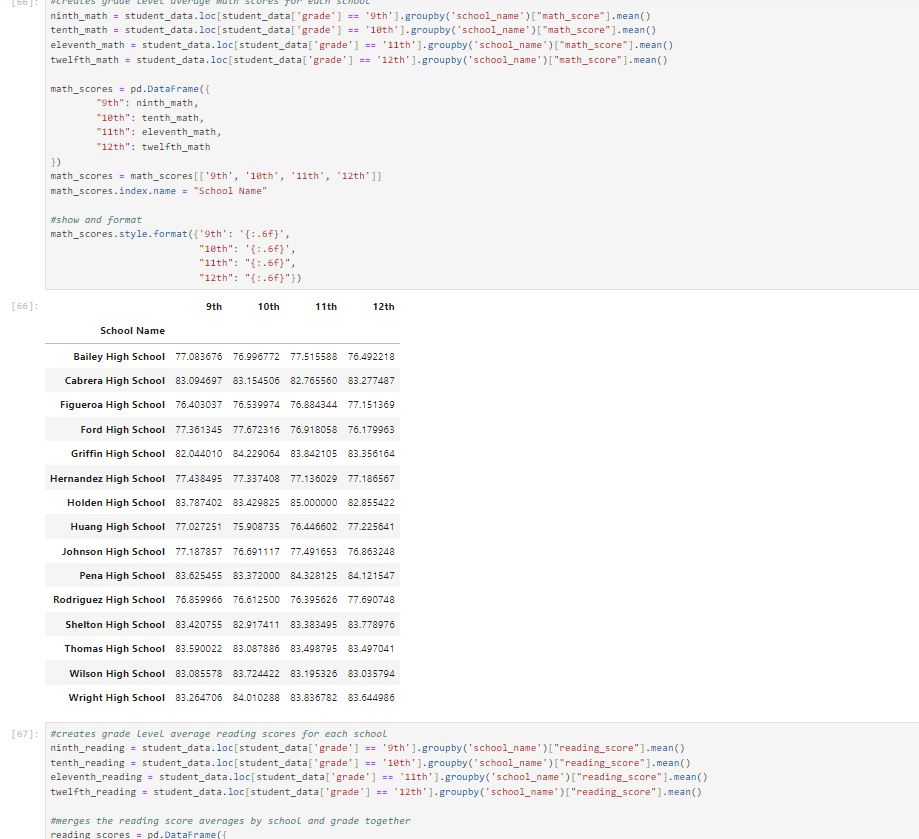 [66]: #creates grade level average math scores for each school
ninth_math = student_data.loc[student_data['grade'] == '9th'].groupby('school_name')["math_score"].mean()
tenth_math = student_data.loc[student_data['grade'] == '10th'].groupby('school_name')["math_score"].mean()
eleventh_math = student_data.loc[student_data['grade'] == '11th'].groupby('school_name')["math_score"].mean()
twelfth_math = student_data.loc[student_data['grade'] == '12th'].groupby('school_name')["math_score"].mean()
math_scores = pd.DataFrame({
"9th": ninth_math,
"10th": tenth_math,
"11th": eleventh_math,
"12th": twelfth_math
})
math_scores = math_scores[['9th', '10th', '11th', '12th']]
math_scores.index.name = "School Name"
#show and format
math_scores.style.format({'9th': '{:.6f}',
"10th": '{:.6f}',
"11th": "{:.6f}",
"12th": "{:.6f}"})
[66]: 9th 10th 11th 12th
School Name
Bailey High School 77.083676 76.996772 77.515588 76.492218
Cabrera High School 83.094697 83.154506 82.765560 83.277487
Figueroa High School 76.403037 76.539974 76.884344 77.151369
Ford High School 77.361345 77.672316 76.918058 76.179963
Griffin High School 82.044010 84.229064 83.842105 83.356164
Hernandez High School 77.438495 77.337408 77.136029 77.186567
Holden High School 83.787402 83.429825 85.000000 82.855422
Huang High School 77.027251 75.908735 76.446602 77.225641
Johnson High School 77.187857 76.691117 77.491653 76.863248
Pena High School 83.625455 83.372000 84.328125 84.121547
Rodriguez High School 76.859966 76.612500 76.395626 77.690748
Shelton High School 83.420755 82.917411 83.383495 83.778976
Thomas High School 83.590022 83.087886 83.498795 83.497041
Wilson High School 83.085578 83.724422 83.195326 83.035794
Wright High School 83.264706 84.010288 83.836782 83.644986
[67]: #creates grade level average reading scores for each school
ninth_reading = student_data.loc[student_data['grade'] == '9th'].groupby('school_name')["reading_score"].mean()
tenth_reading = student_data.loc[student_data['grade'] == '10th'].groupby('school_name')["reading_score"].mean()
eleventh_reading = student_data.loc[student_data['grade'] == '11th'].groupby('school_name')["reading_score"].mean()
twelfth_reading = student_data.loc[student_data['grade'] == '12th'].groupby('school_name')["reading_score"].mean()
#merges the reading score averages by school and grade together
reading_scores = pd.DataFrame({